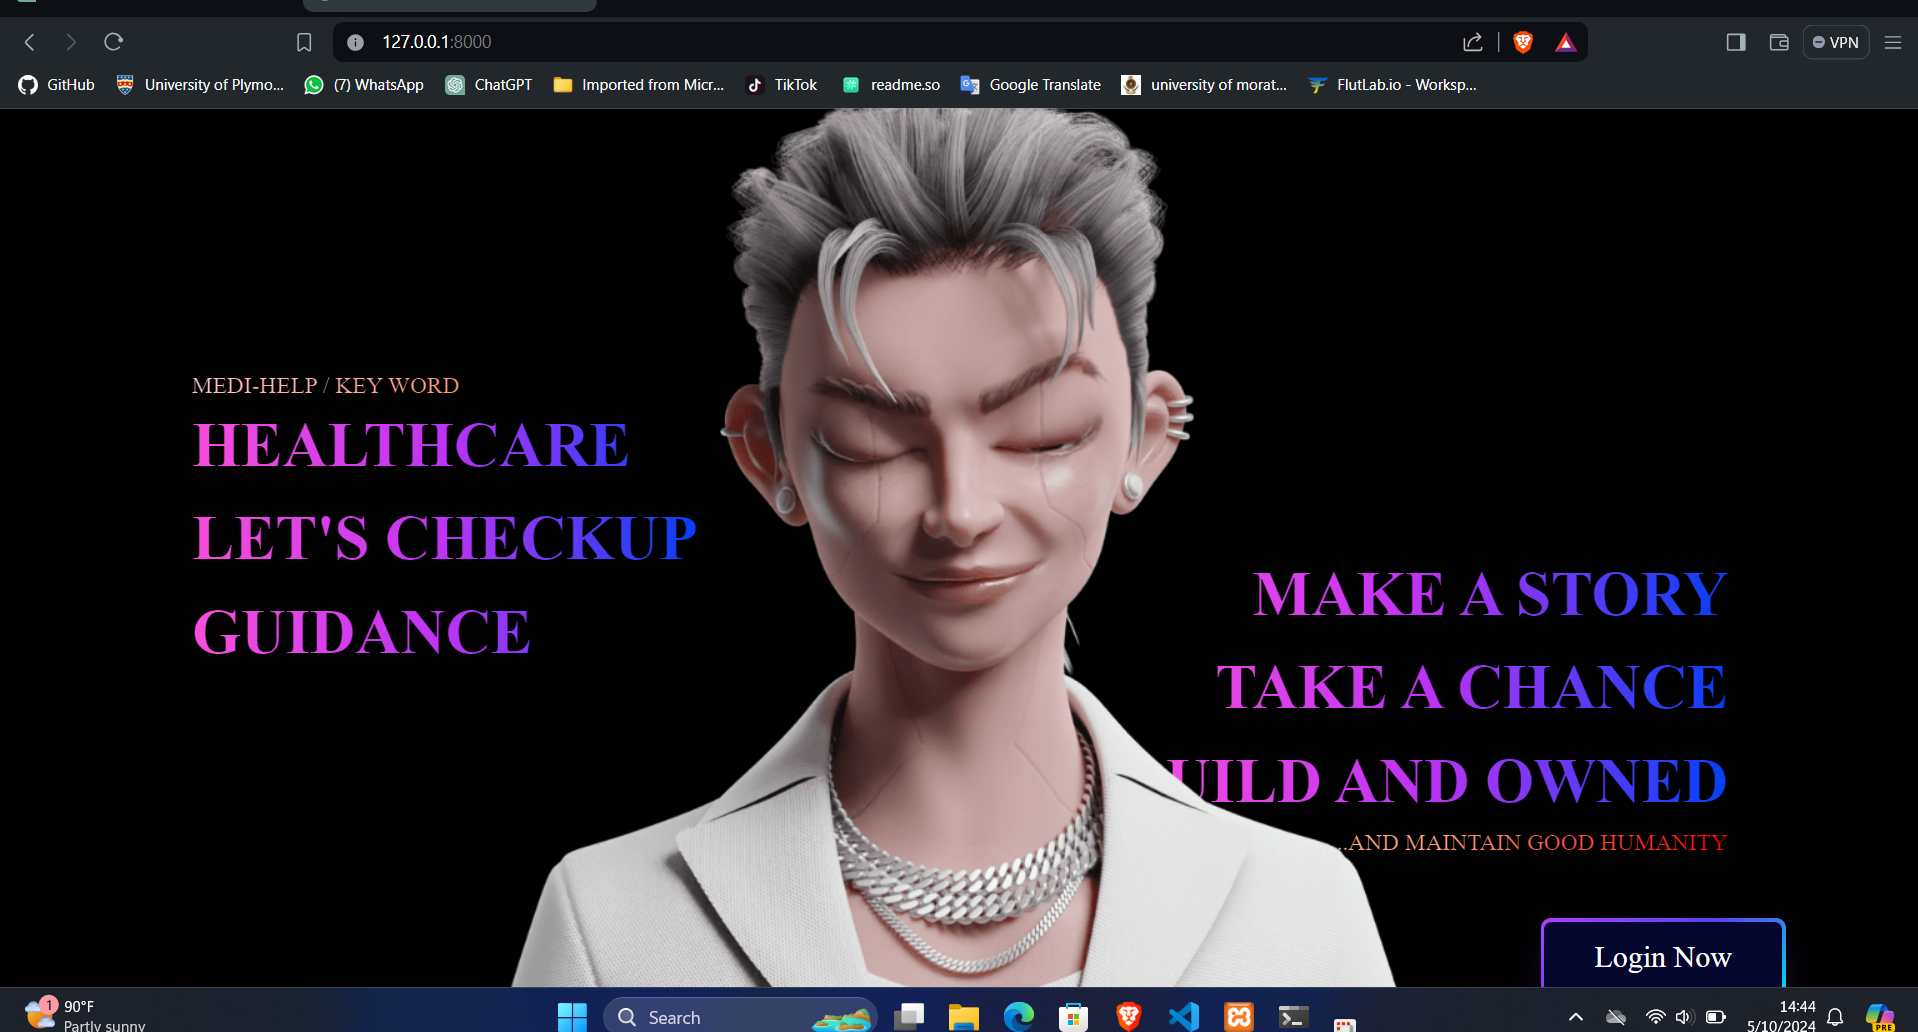 127.0.0.1:8000
VPN
GitHub
University of Plymo...
(7) WhatsApp
ChatGPT
Imported from Micr...
TikTok
readme.so
Google Translate
university of morat...
FlutLab.io - Worksp...
MEDI-HELP / KEY WORD
HEALTHCARE
LET'S CHECKUP
GUIDANCE
MAKE A STORY
TAKE A CHANCE
UILD AND OWNED
..AND MAINTAIN GOOD HUMANITY
Login Now
1
90°F
Partly sunny
Search
14:44
5/10/2024
PRE